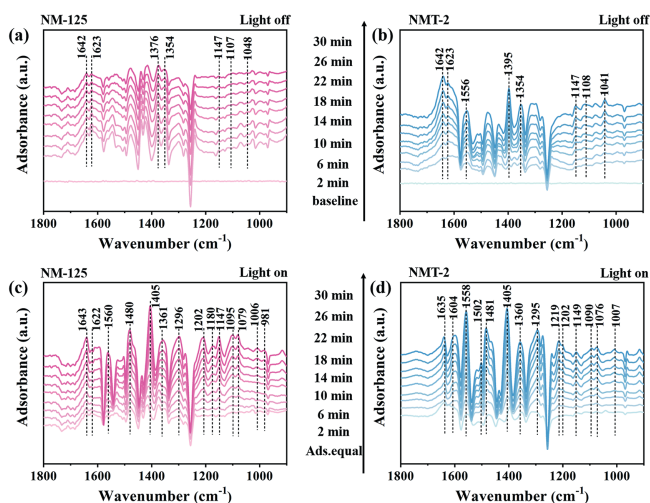 (a) NM-125 Light off
1642 1623 1376 1354 1147 1107 1048
Adsorbance (a.u.)
1800 1600 1400 1200 1000
Wavenumber (cm-1)
30 min
26 min
22 min
18 min
14 min
10 min
6 min
2 min
baseline
(b) NMT-2 Light off
1642 1623 1556 1395 1354 1147 1108 1041
Adsorbance (a.u.)
1800 1600 1400 1200 1000
Wavenumber (cm-1)
(c) NM-125 Light on
1643 1622 1560 1480 1405 1361 1296 1202 1180 1147 1095 1079 1006 981
Adsorbance (a.u.)
1800 1600 1400 1200 1000
Wavenumber (cm-1)
30 min
26 min
22 min
18 min
14 min
10 min
6 min
2 min
Ads.equal
(d) NMT-2 Light on
1635 1604 1558 1502 1481 1405 1360 1295 1219 1202 1149 1090 1076 1007
Adsorbance (a.u.)
1800 1600 1400 1200 1000
Wavenumber (cm-1)